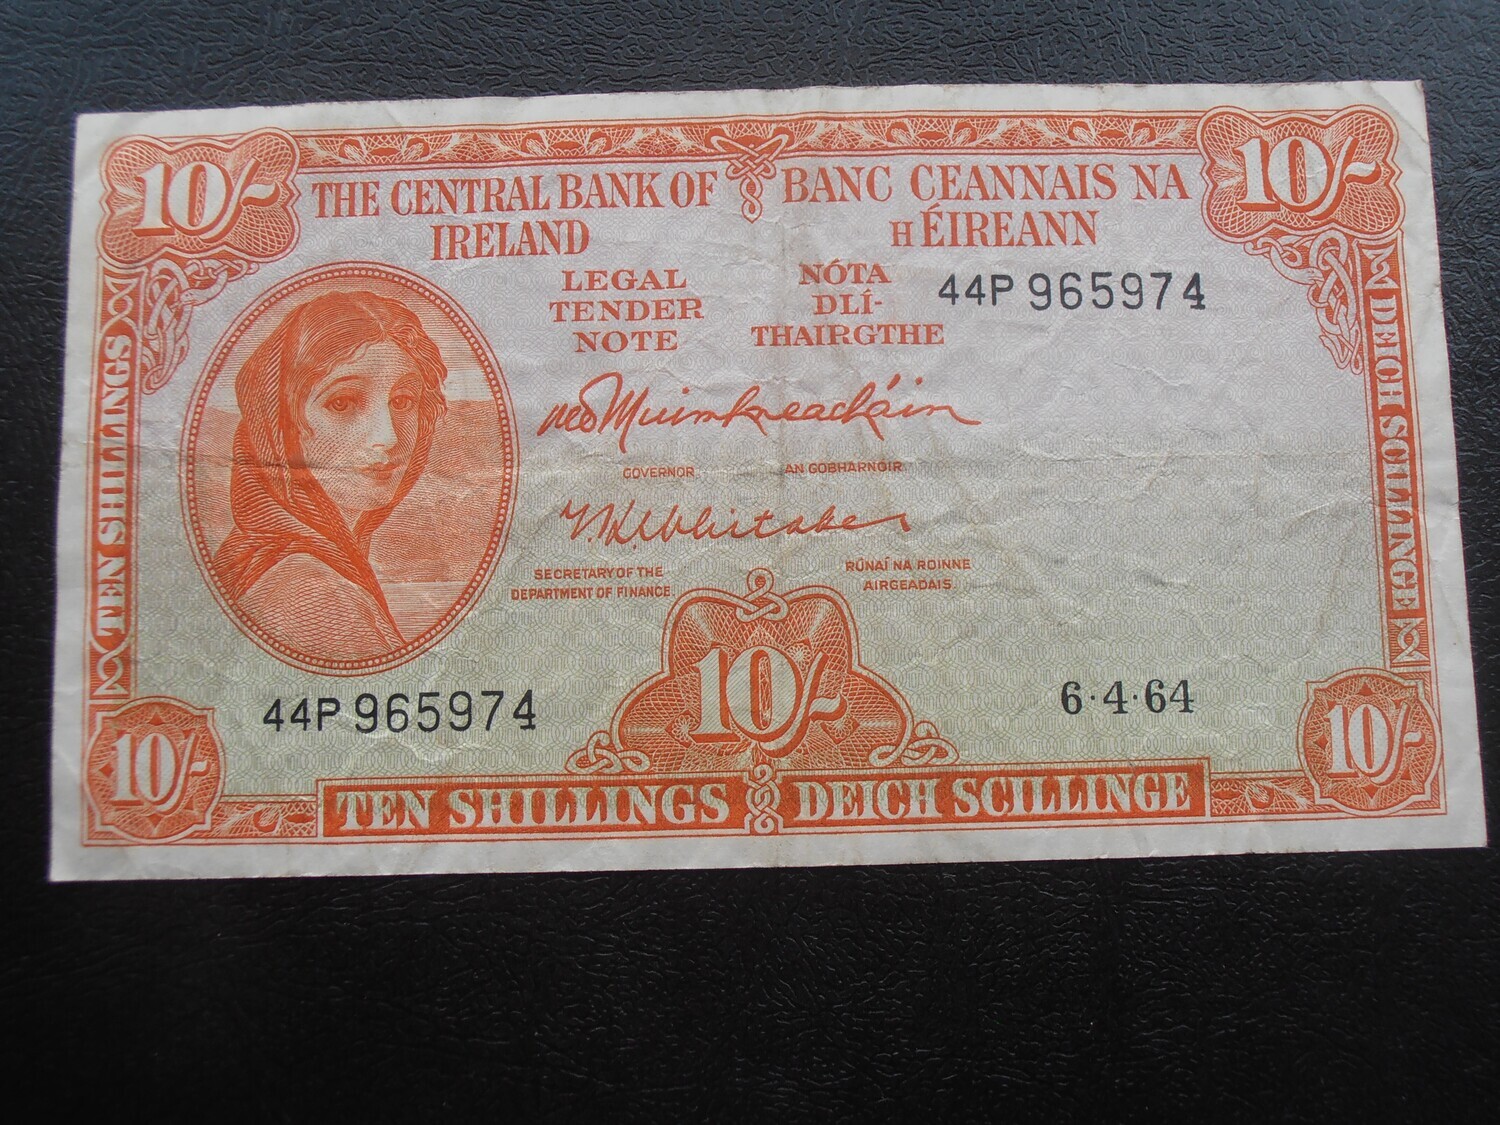 10/-
10/-
THE CENTRAL BANK OF
IRELAND
BANC CEANNAIS NA
hÉIREANN
LEGAL
TENDER
NOTE
NÓTA
DLÍ-
THAIRGTHE
44P 965974
GOVERNOR
AN GOBHARNOIR
T. K. Whitaker
SECRETARY OF THE
DEPARTMENT OF FINANCE.
RÚNAÍ NA ROINNE
AIRGEADAIS.
TEN SHILLINGS
DEICH SCILLINGE
44P 965974
10/-
6·4·64
10/-
10/-
TEN SHILLINGS
DEICH SCILLINGE